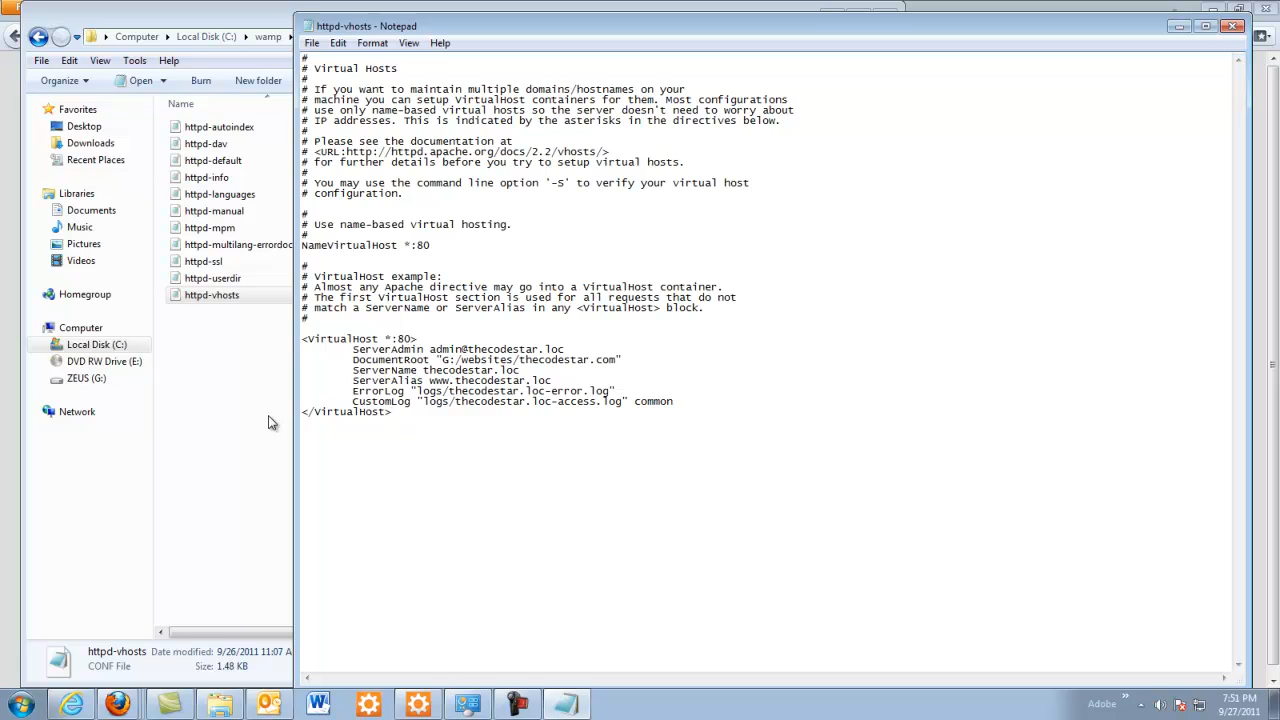 httpd-vhosts - Notepad
Computer Local Disk (C:) wamp
File Edit View Tools Help
Organize Open Burn New folder
Favorites
Desktop
Downloads
Recent Places
Libraries
Documents
Music
Pictures
Videos
Homegroup
Computer
Local Disk (C:)
DVD RW Drive (E:)
ZEUS (G:)
Network
Name
httpd-autoindex
httpd-dav
httpd-default
httpd-info
httpd-languages
httpd-manual
httpd-mpm
httpd-multilang-errordoc
httpd-ssl
httpd-userdir
httpd-vhosts
httpd-vhosts Date modified: 9/26/2011 11:07 A
CONF File Size: 1.48 KB
File Edit Format View Help
#
# Virtual Hosts
#
# If you want to maintain multiple domains/hostnames on your
# machine you can setup VirtualHost containers for them. Most configurations
# use only name-based virtual hosts so the server doesn't need to worry about
# IP addresses. This is indicated by the asterisks in the directives below.
#
# Please see the documentation at
# <URL:http://httpd.apache.org/docs/2.2/vhosts/>
# for further details before you try to setup virtual hosts.
#
# You may use the command line option '-S' to verify your virtual host
# configuration.
#
# Use name-based virtual hosting.
#
NameVirtualHost *:80
#
# VirtualHost example:
# Almost any Apache directive may go into a VirtualHost container.
# The first VirtualHost section is used for all requests that do not
# match a ServerName or ServerAlias in any <VirtualHost> block.
#
<VirtualHost *:80>
ServerAdmin admin@thecodestar.loc
DocumentRoot "G:/websites/thecodestar.com"
ServerName thecodestar.loc
ServerAlias www.thecodestar.loc
ErrorLog "logs/thecodestar.loc-error.log"
CustomLog "logs/thecodestar.loc-access.log" common
</VirtualHost>
Adobe
7:51 PM
9/27/2011